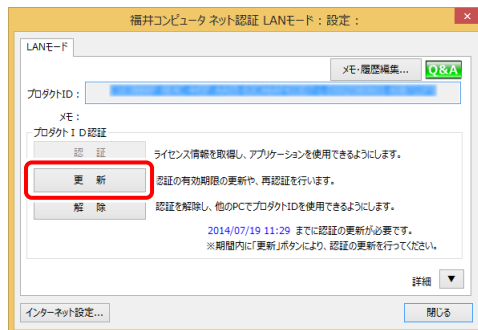 福井コンピュータ ネット認証 LANモード：設定：
LANモード
メモ・履歴編集... Q&A
プロダクトID：
メモ：
プロダクトＩＤ認証
認　証 ライセンス情報を取得し、アプリケーションを使用できるようにします。
更　新 認証の有効期限の更新や、再認証を行います。
解　除 認証を解除し、他のPCでプロダクトIDを使用できるようにします。
2014/07/19 11:29 までに認証の更新が必要です。
※期間内に「更新」ボタンにより、認証の更新を行ってください。
詳細 ▼
インターネット設定... 閉じる